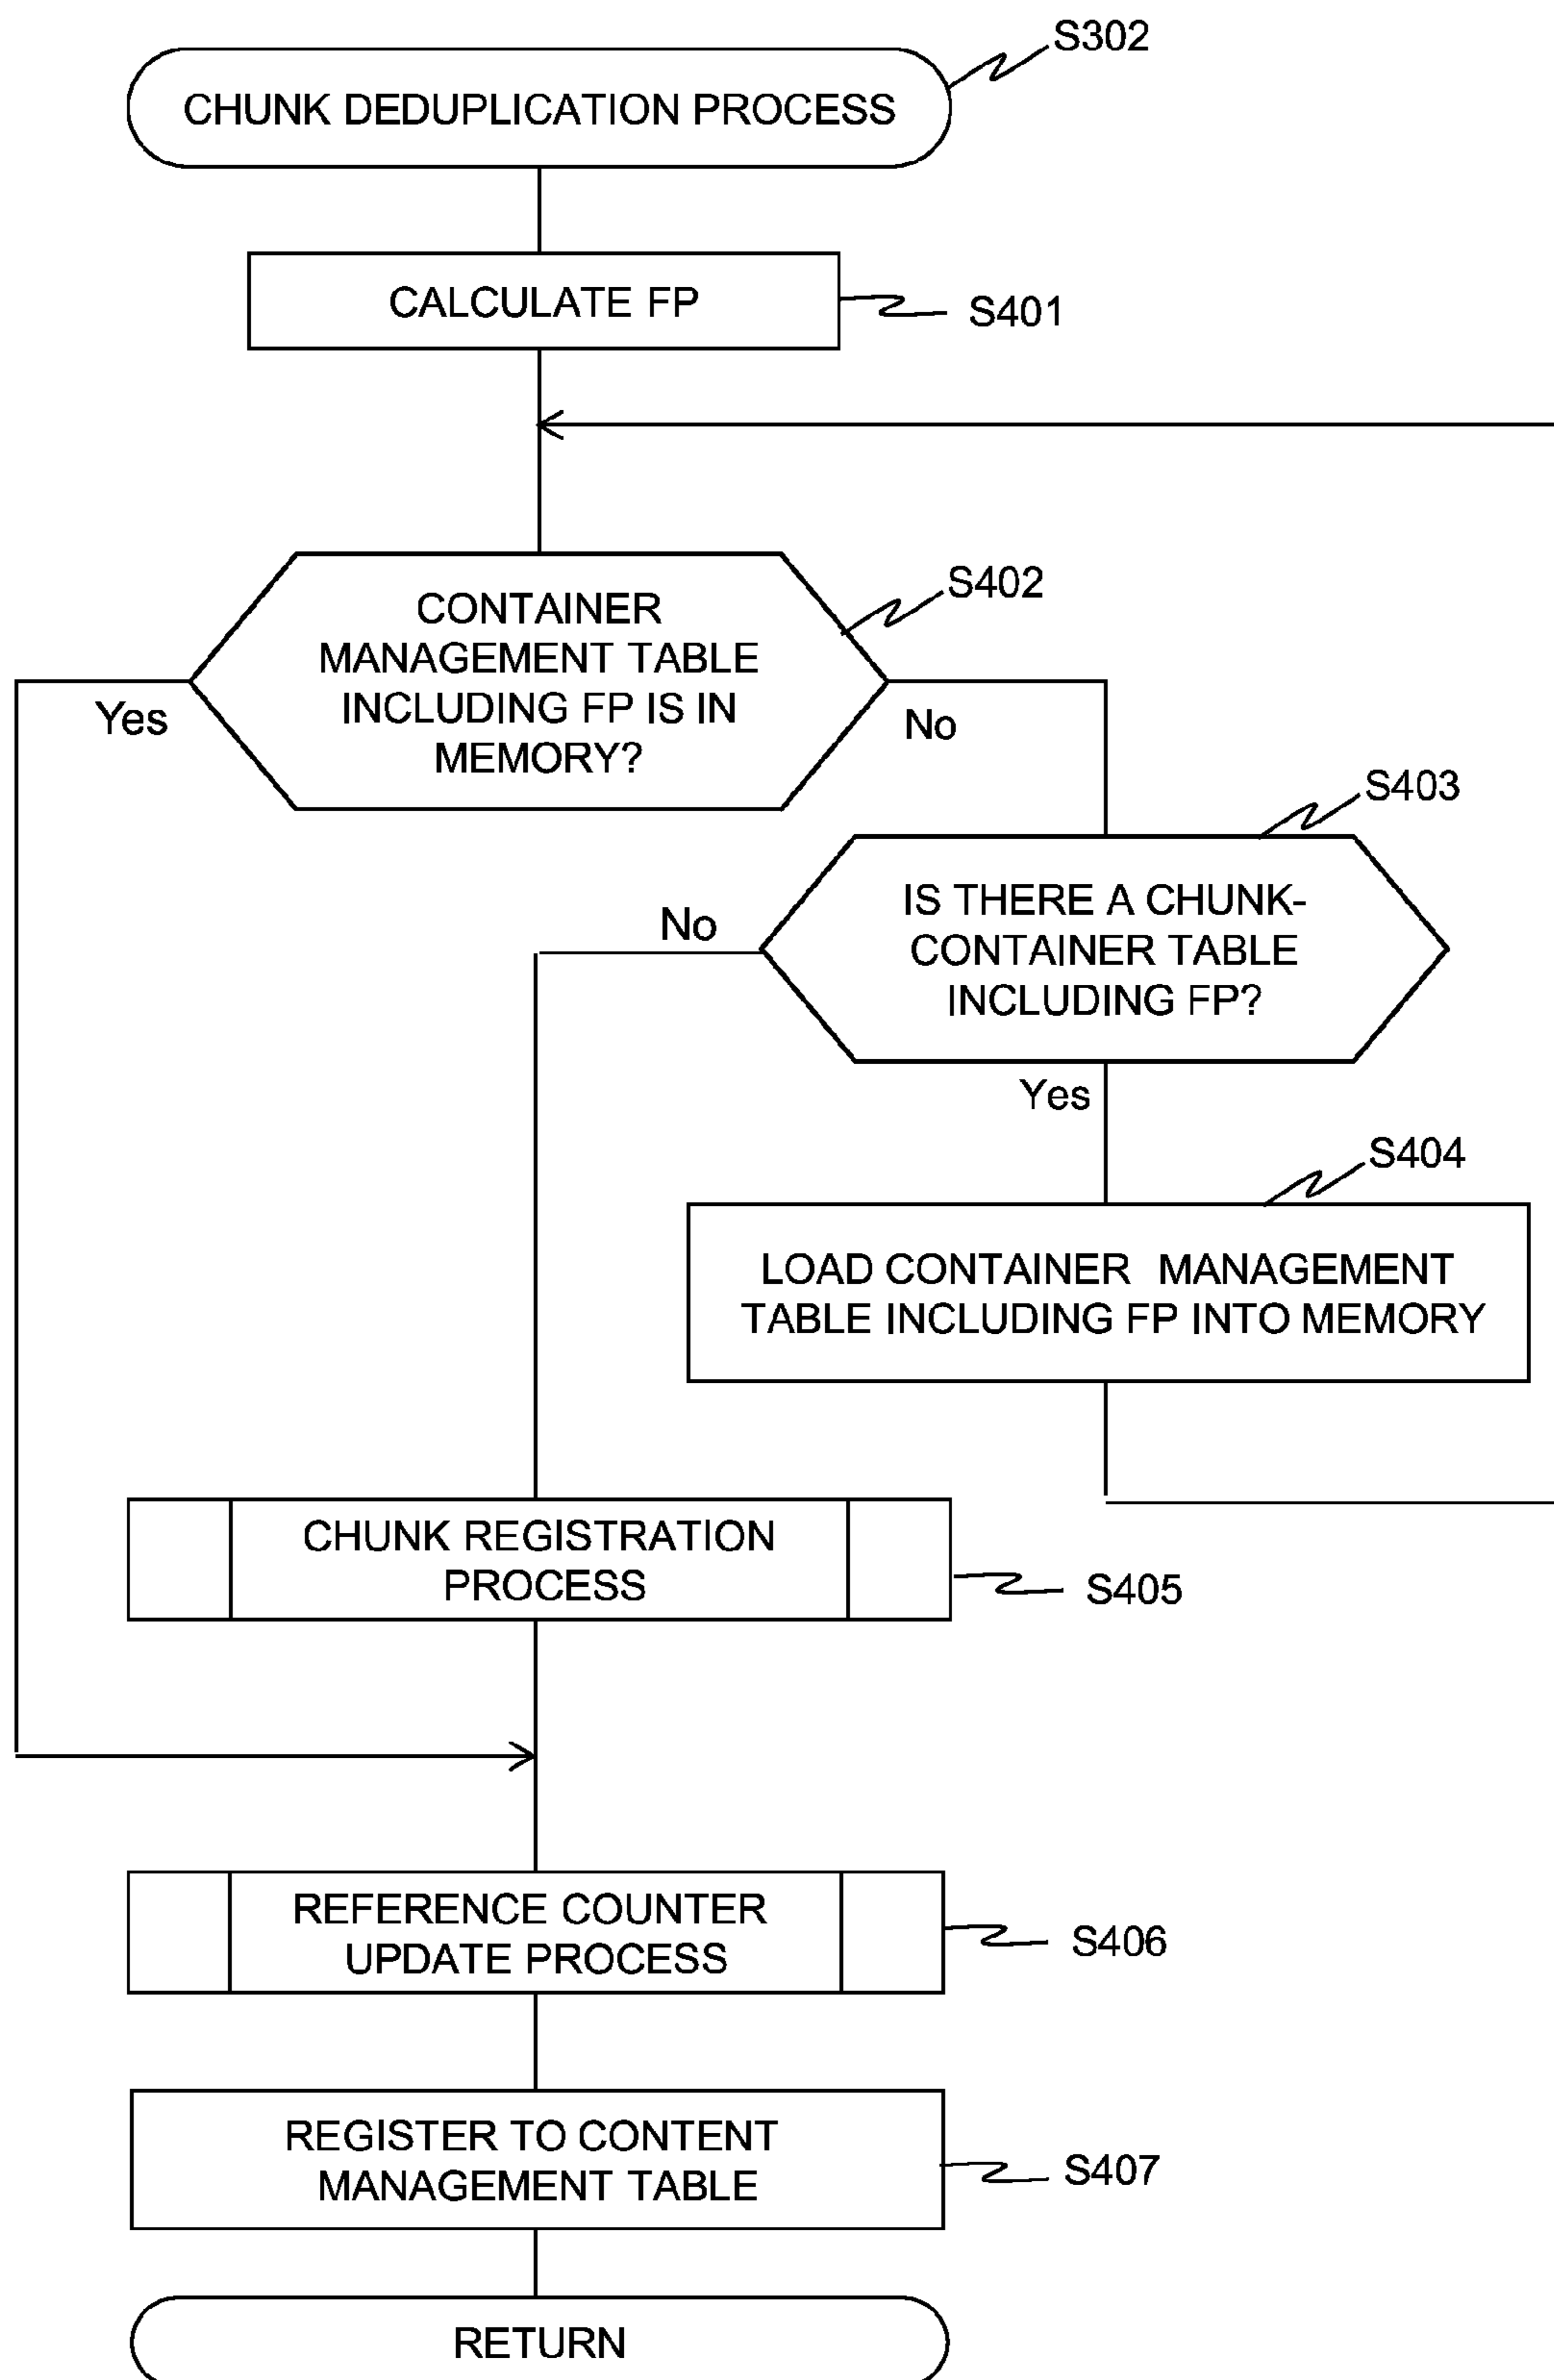 S302
CHUNK DEDUPLICATION PROCESS
CALCULATE FP
S401
S402
CONTAINER
MANAGEMENT TABLE
INCLUDING FP IS IN
MEMORY?
Yes
No
S403
IS THERE A CHUNK-
CONTAINER TABLE
INCLUDING FP?
No
Yes
S404
LOAD CONTAINER MANAGEMENT
TABLE INCLUDING FP INTO MEMORY
CHUNK REGISTRATION
PROCESS
S405
REFERENCE COUNTER
UPDATE PROCESS
S406
REGISTER TO CONTENT
MANAGEMENT TABLE
S407
RETURN